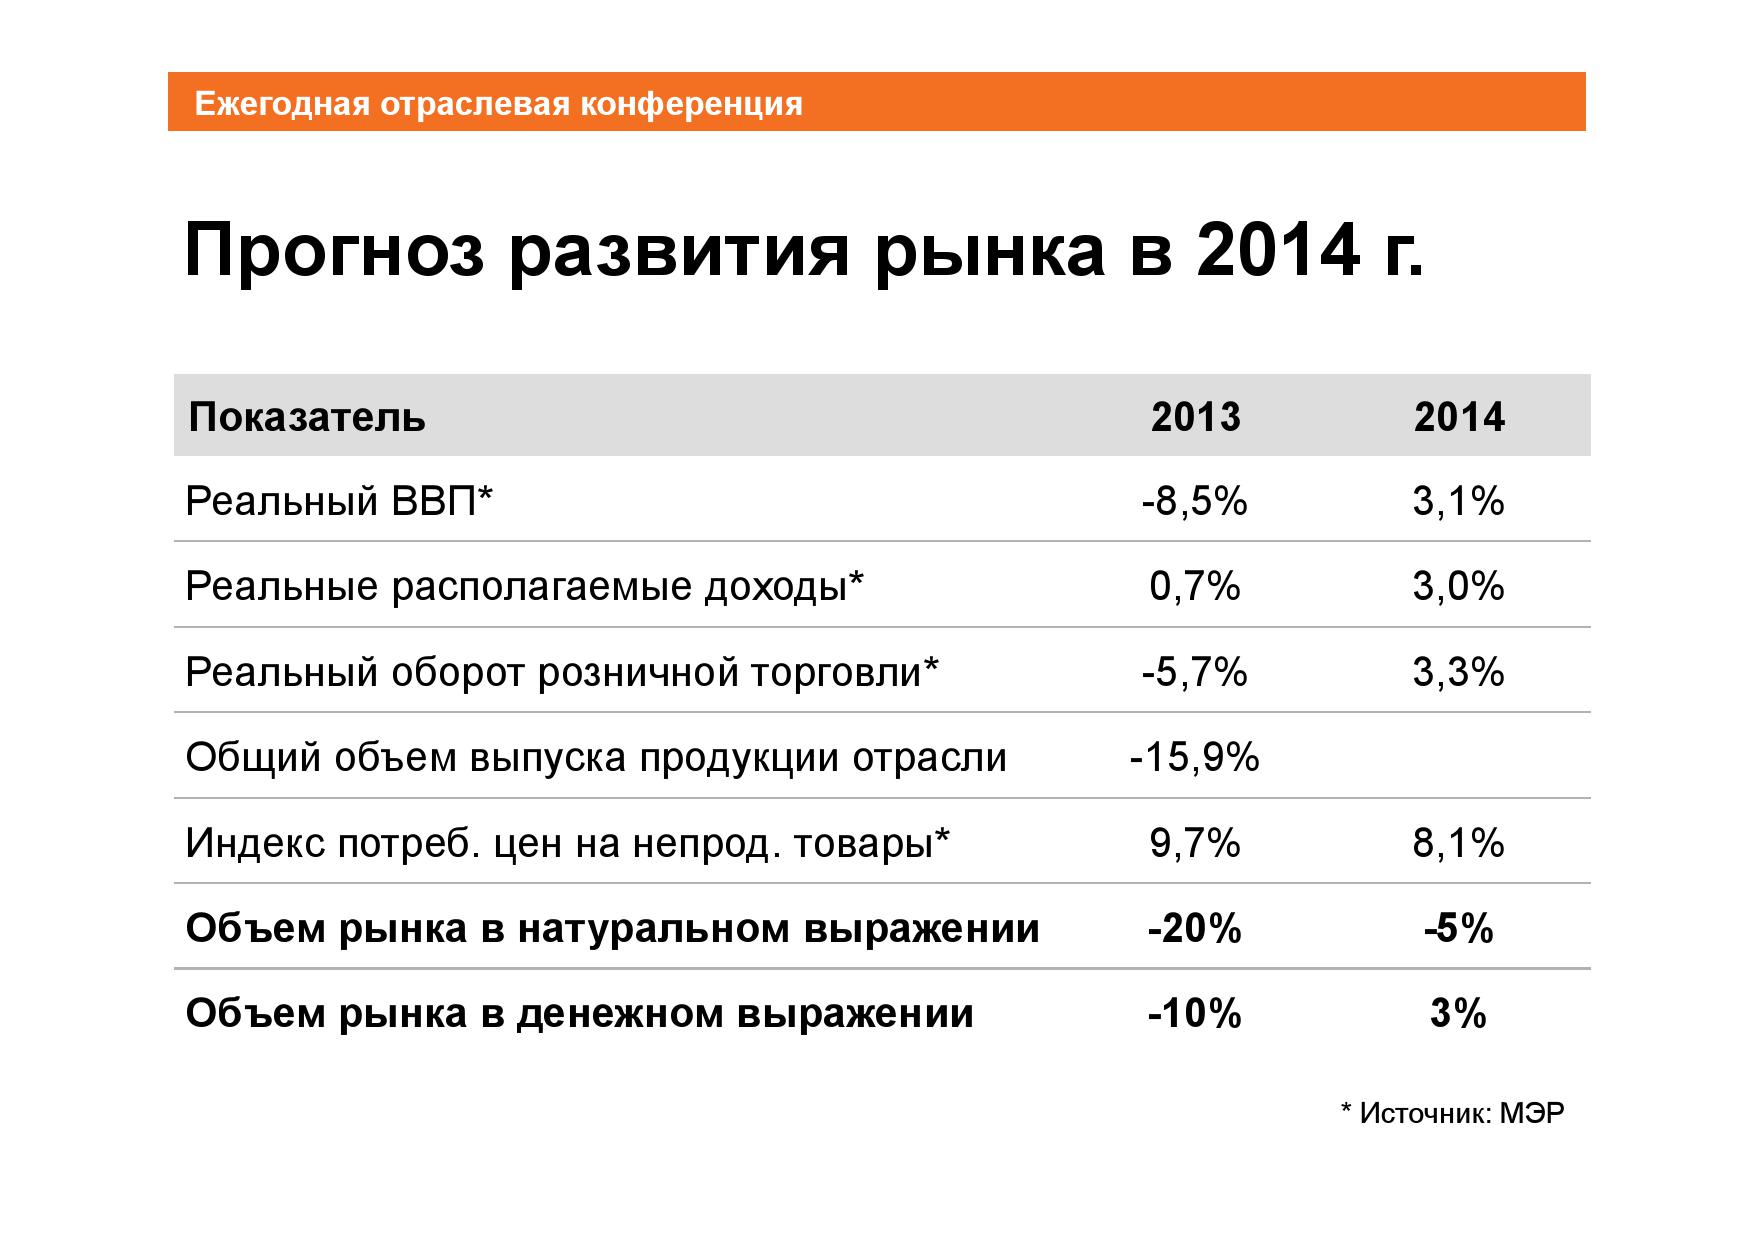 Ежегодная отраслевая конференция
Прогноз развития рынка в 2014 г.
Показатель 2013 2014
Реальный ВВП* -8,5% 3,1%
Реальные располагаемые доходы* 0,7% 3,0%
Реальный оборот розничной торговли* -5,7% 3,3%
Общий объем выпуска продукции отрасли -15,9%
Индекс потреб. цен на непрод. товары* 9,7% 8,1%
Объем рынка в натуральном выражении -20% -5%
Объем рынка в денежном выражении -10% 3%
* Источник: МЭР